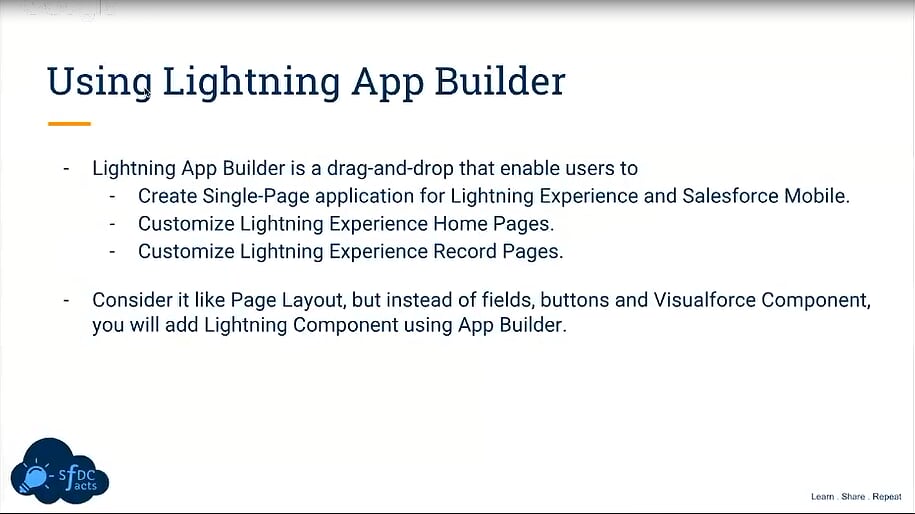 Using Lightning App Builder
- Lightning App Builder is a drag-and-drop that enable users to
- Create Single-Page application for Lightning Experience and Salesforce Mobile.
- Customize Lightning Experience Home Pages.
- Customize Lightning Experience Record Pages.
- Consider it like Page Layout, but instead of fields, buttons and Visualforce Component,
you will add Lightning Component using App Builder.
SfDC
acts
Learn . Share . Repeat